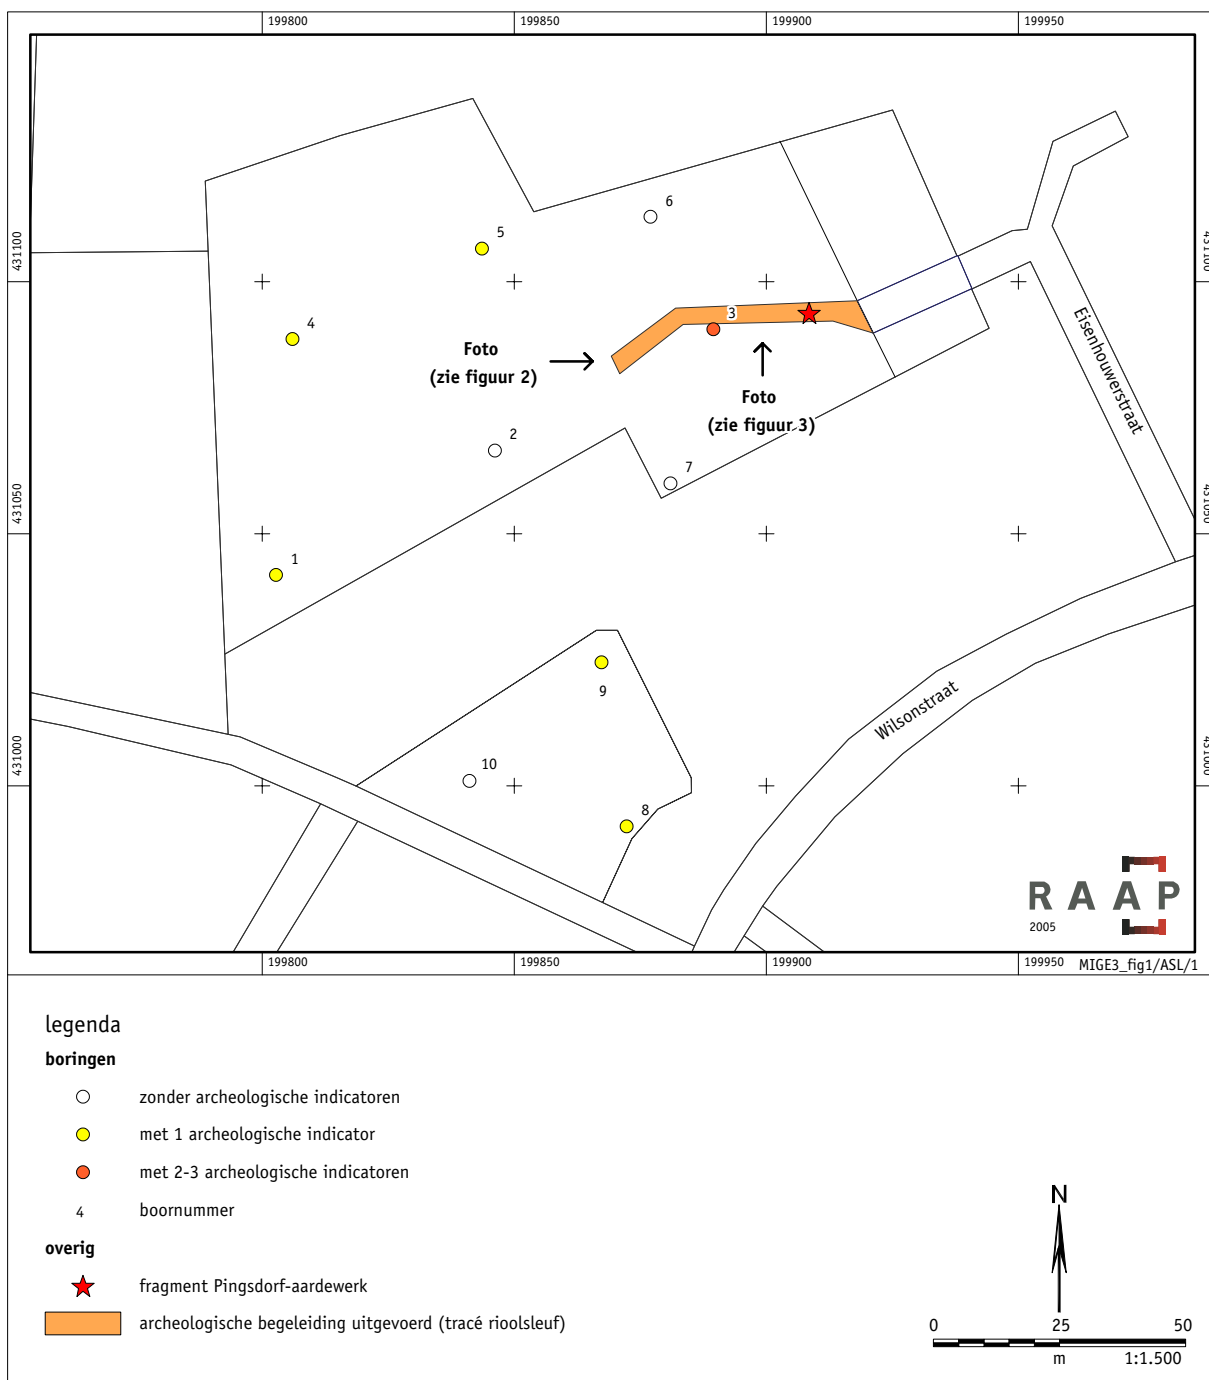 199800
199850
199900
199950
431100
431100
431050
431050
431000
431000
6
5
3
4
Foto
(zie figuur 2)
Foto
(zie figuur 3)
Eisenhouwerstraat
2
7
1
9
Wilsonstraat
10
8
RAAP
2005
199800
199850
199900
199950
MIGE3_fig1/ASL/1
legenda
boringen
zonder archeologische indicatoren
met 1 archeologische indicator
met 2-3 archeologische indicatoren
4 boornummer
overig
fragment Pingsdorf-aardewerk
archeologische begeleiding uitgevoerd (tracé rioolsleuf)
N
0 25 50
m 1:1.500